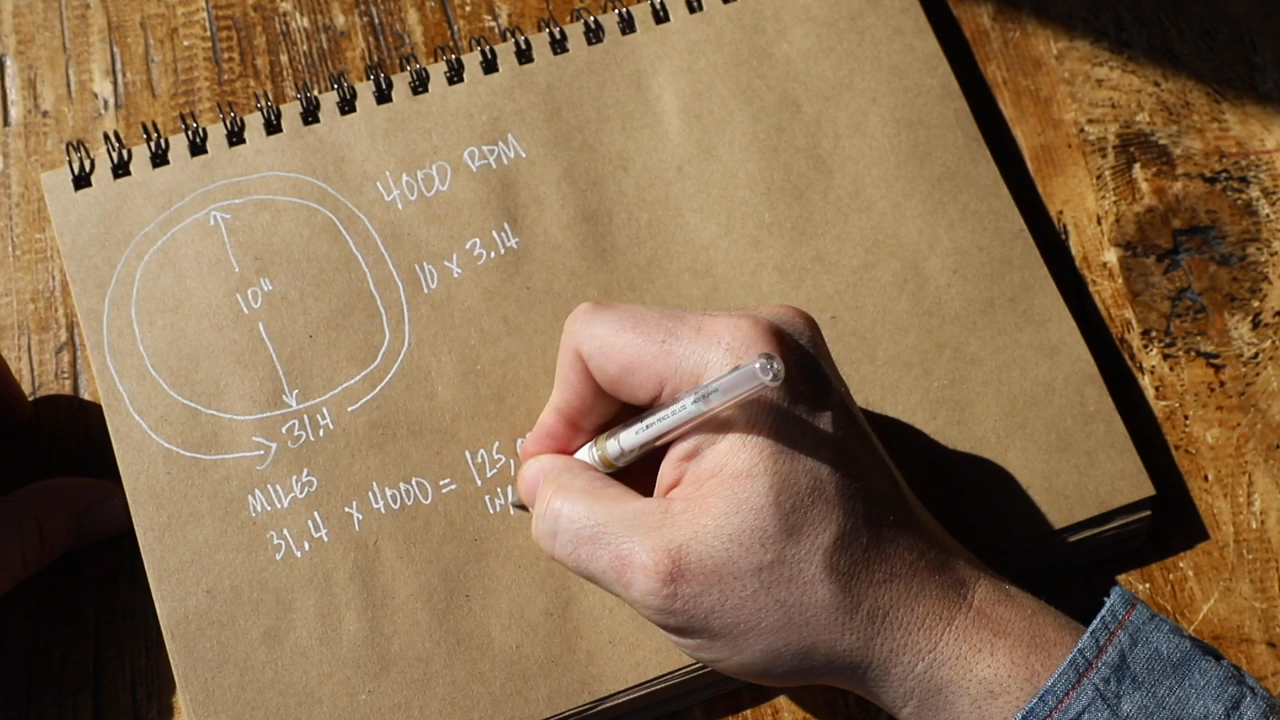 4000 RPM
10 x 3.14
10"
31.4
MILES
31.4 x 4000 = 125,
IN